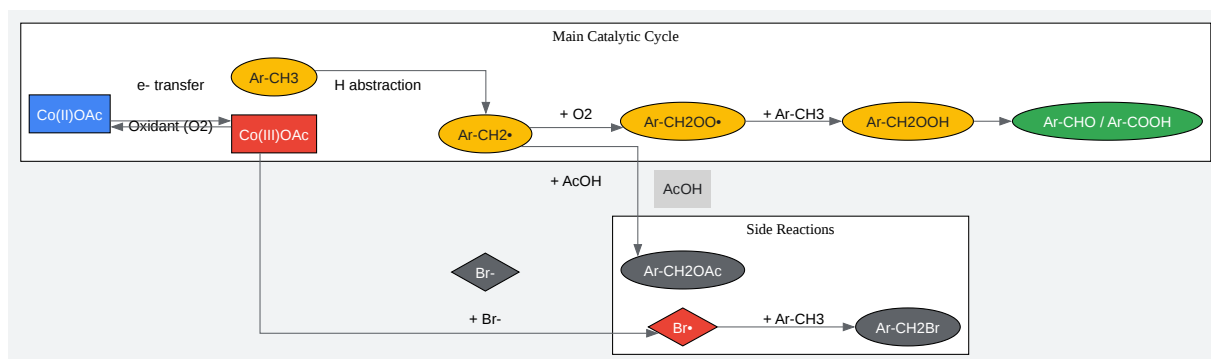 Main Catalytic Cycle
Ar-CH3
e- transfer
H abstraction
Co(II)OAc
Oxidant (O2)
Co(III)OAc
Ar-CH2•
+ O2
Ar-CH2OO•
+ Ar-CH3
Ar-CH2OOH
Ar-CHO / Ar-COOH
+ AcOH
AcOH
Side Reactions
Br-
Ar-CH2OAc
+ Br-
Br•
+ Ar-CH3
Ar-CH2Br